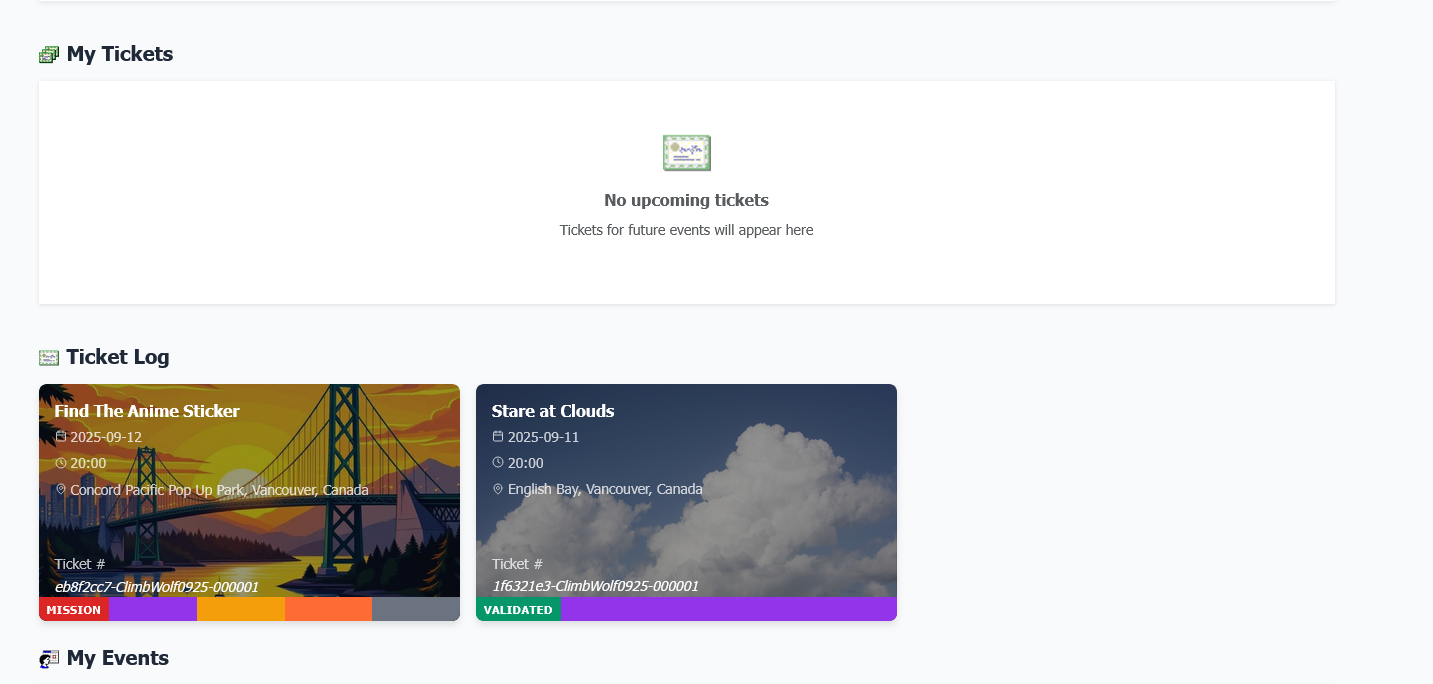 My Tickets
No upcoming tickets
Tickets for future events will appear here
Ticket Log
Find The Anime Sticker
2025-09-12
20:00
Concord Pacific Pop Up Park, Vancouver, Canada
Ticket #
eb8f2cc7-ClimbWolf0925-000001
MISSION
Stare at Clouds
2025-09-11
20:00
English Bay, Vancouver, Canada
Ticket #
1f6321e3-ClimbWolf0925-000001
VALIDATED
My Events